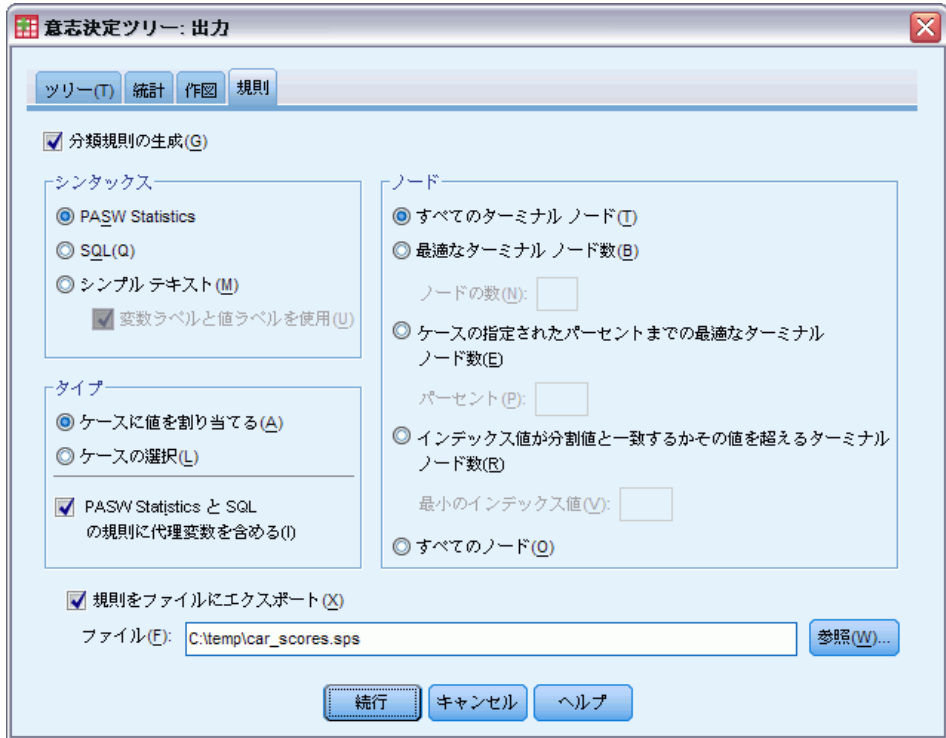 意志決定ツリー: 出力
ツリー(T) 統計 作図 規則
分類規則の生成(G)
シンタックス
PASW Statistics
SQL(Q)
シンプル テキスト(M)
変数ラベルと値ラベルを使用(U)
タイプ
ケースに値を割り当てる(A)
ケースの選択(L)
PASW Statistics と SQL
の規則に代理変数を含める(I)
ノード
すべてのターミナル ノード(T)
最適なターミナル ノード数(B)
ノードの数(N):
ケースの指定されたパーセントまでの最適なターミナル
ノード数(E)
パーセント(P):
インデックス値が分割値と一致するかその値を超えるターミナル
ノード数(R)
最小のインデックス値(V):
すべてのノード(O)
規則をファイルにエクスポート(X)
ファイル(F): C:\temp\car_scores.sps 参照(W)...
続行 キャンセル ヘルプ